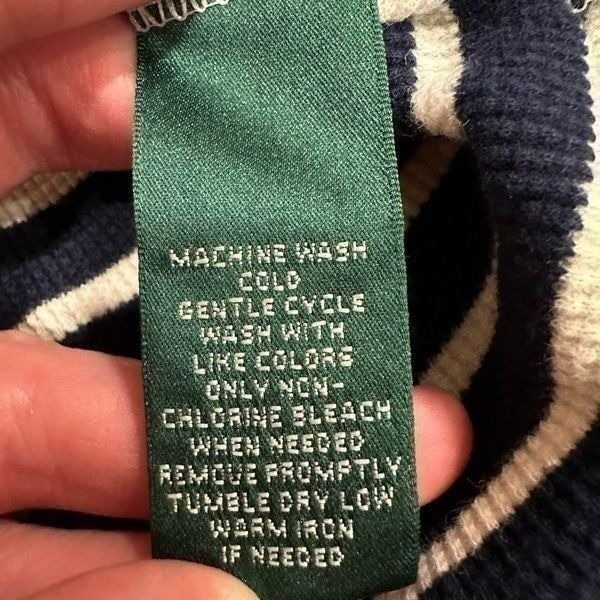 MACHINE WASH
COLD
GENTLE CYCLE
WASH WITH
LIKE COLORS
ONLY NON-
CHLORINE BLEACH
WHEN NEEDED
REMOVE PROMPTLY
TUMBLE DRY LOW
WARM IRON
IF NEEDED